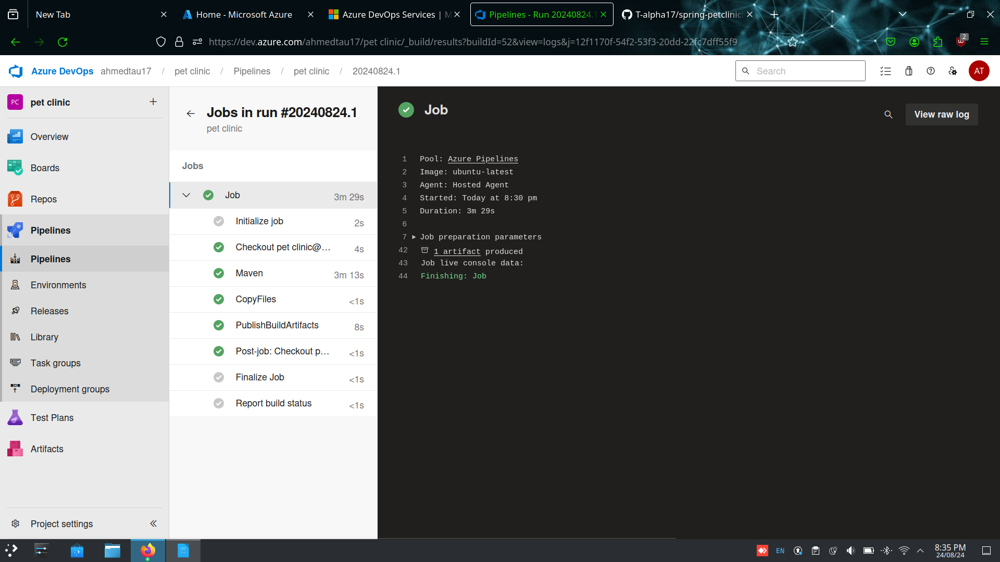 New Tab
Home - Microsoft Azure
Azure DevOps Services | M
Pipelines - Run 20240824.1
T-alpha17/spring-petclinic:
https://dev.azure.com/ahmedtau17/pet clinic/_build/results?buildId=52&view=logs&j=12f1170f-54f2-53f3-20dd-22fc7dff55f9
2
Azure DevOps ahmedtau17 / pet clinic / Pipelines / pet clinic / 20240824.1
Search
AT
PC pet clinic
Overview
Boards
Repos
Pipelines
Pipelines
Environments
Releases
Library
Task groups
Deployment groups
Test Plans
Artifacts
Project settings
Jobs in run #20240824.1
pet clinic
Jobs
Job 3m 29s
Initialize job 2s
Checkout pet clinic@... 4s
Maven 3m 13s
CopyFiles <1s
PublishBuildArtifacts 8s
Post-job: Checkout p... <1s
Finalize Job <1s
Report build status <1s
Job
View raw log
1 Pool: Azure Pipelines
2 Image: ubuntu-latest
3 Agent: Hosted Agent
4 Started: Today at 8:30 pm
5 Duration: 3m 29s
6
7 Job preparation parameters
42 1 artifact produced
43 Job live console data:
44 Finishing: Job
EN
8:35 PM
24/08/24